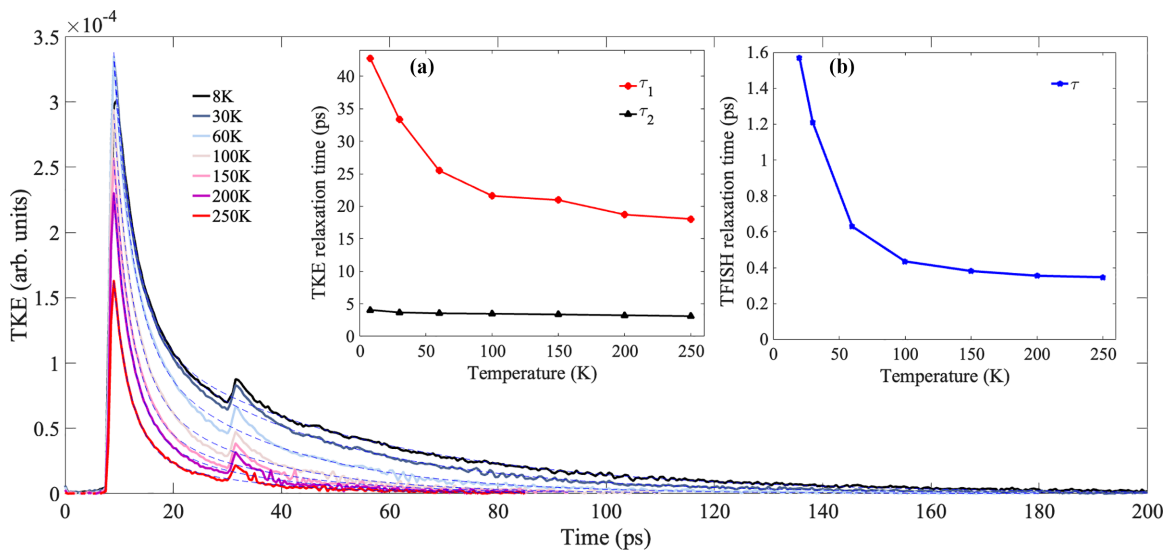 ×10-4
3.5
3
2.5
2
1.5
1
0.5
0
TKE (arb. units)
0 20 40 60 80 100 120 140 160 180 200
Time (ps)
8K
30K
60K
100K
150K
200K
250K
(a)
τ1
τ2
40
35
30
25
20
15
10
5
0
TKE relaxation time (ps)
0 50 100 150 200 250
Temperature (K)
(b)
τ
1.6
1.4
1.2
1
0.8
0.6
0.4
0.2
0
TFISH relaxation time (ps)
0 50 100 150 200 250
Temperature (K)